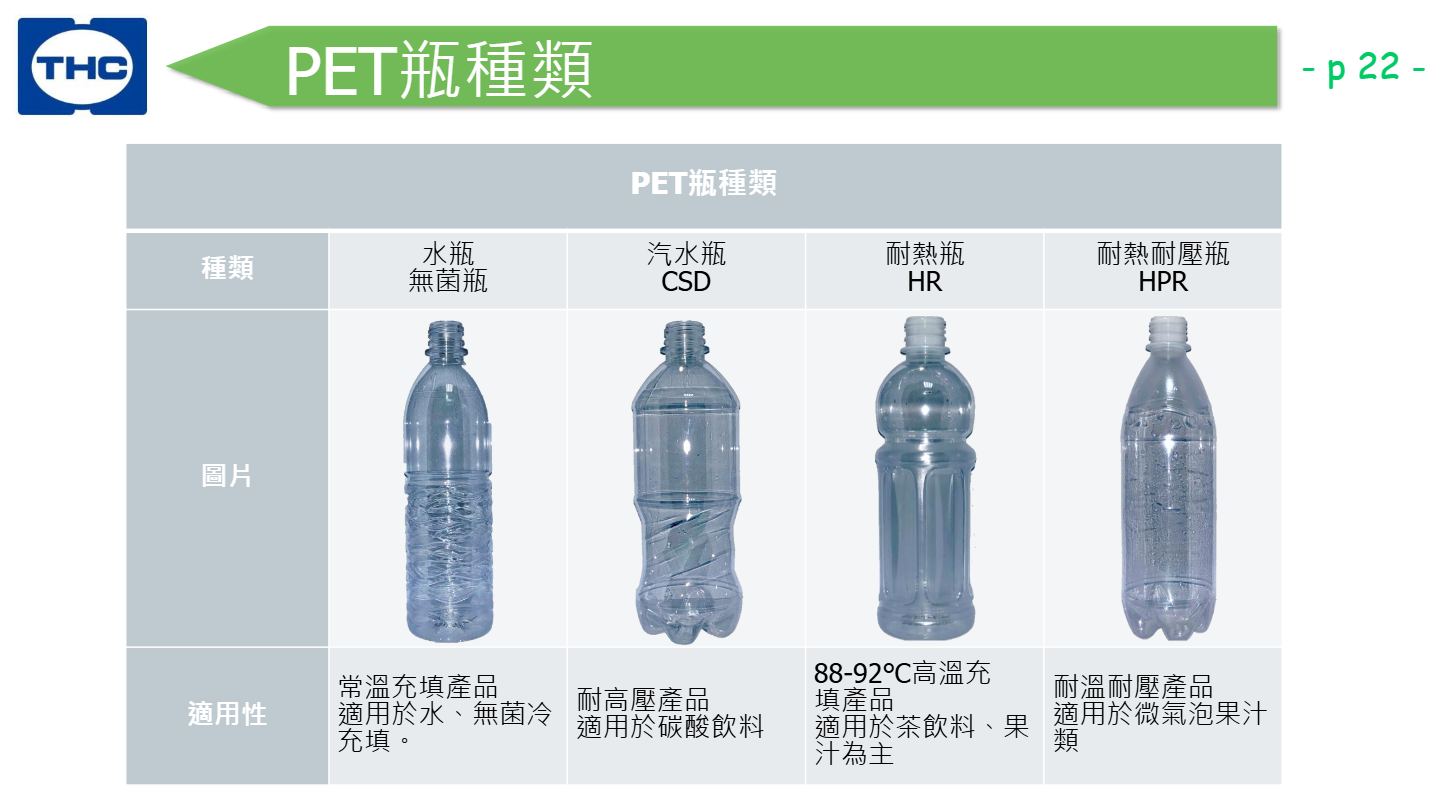 THC
PET瓶種類
- p 22 -
PET瓶種類
種類
水瓶
無菌瓶
汽水瓶
CSD
耐熱瓶
HR
耐熱耐壓瓶
HPR
圖片
適用性
常溫充填產品
適用於水、無菌冷
充填。
耐高壓產品
適用於碳酸飲料
88-92°C高溫充
填產品
適用於茶飲料、果
汁為主
耐溫耐壓產品
適用於微氣泡果汁
類